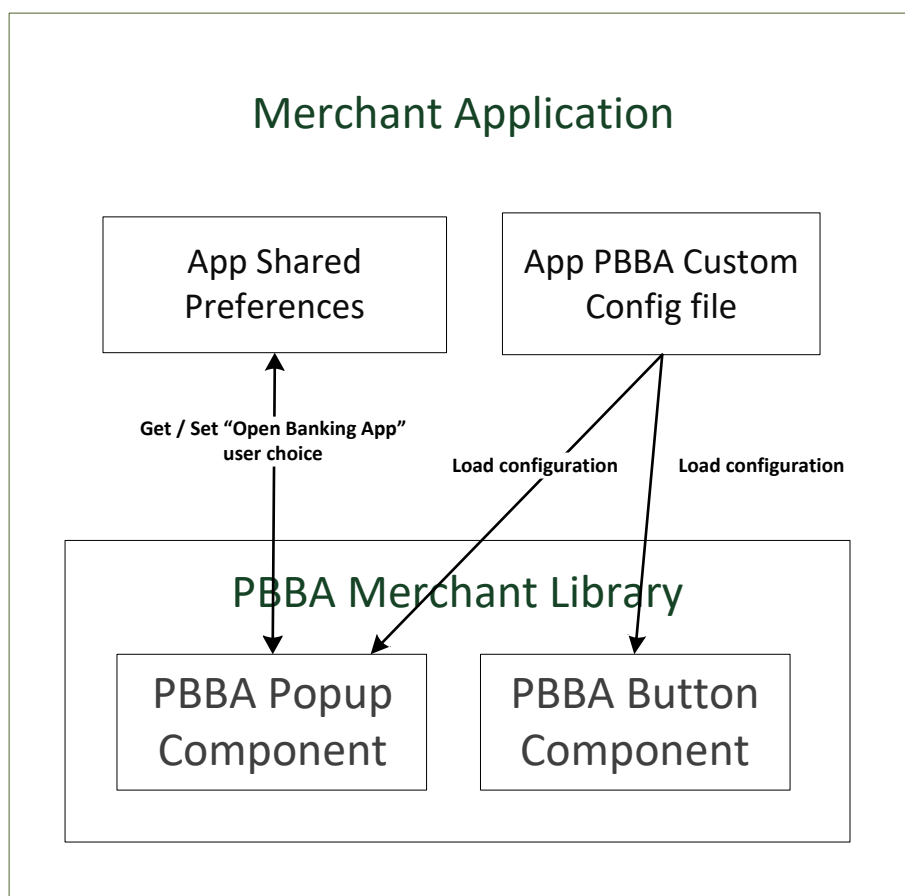 Merchant Application
App Shared
Preferences
App PBBA Custom
Config file
Get / Set “Open Banking App”
user choice
Load configuration
Load configuration
PBBA Merchant Library
PBBA Popup
Component
PBBA Button
Component